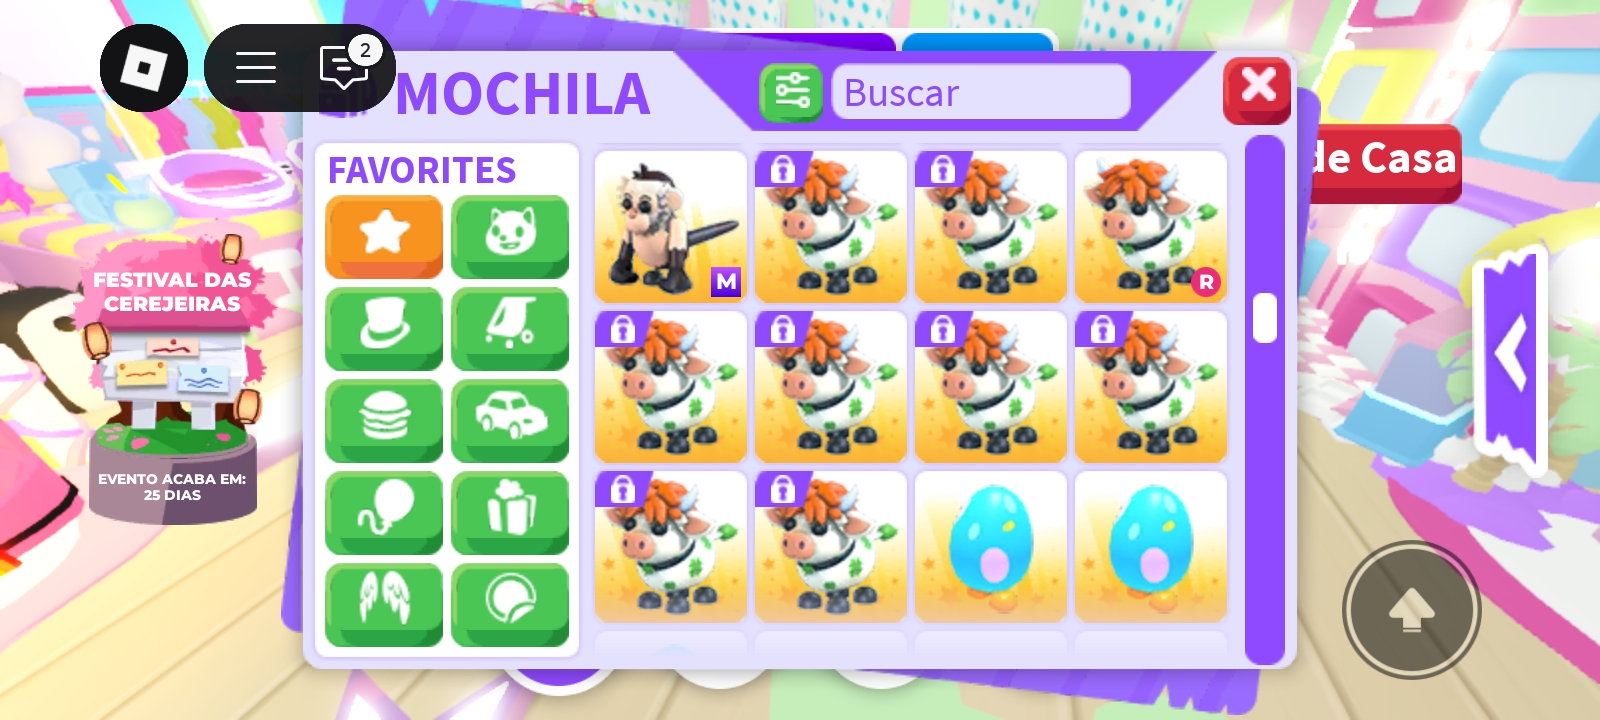 2
MOCHILA
Buscar
de Casa
FAVORITES
M
R
FESTIVAL DAS
CEREJEIRAS
EVENTO ACABA EM:
25 DIAS